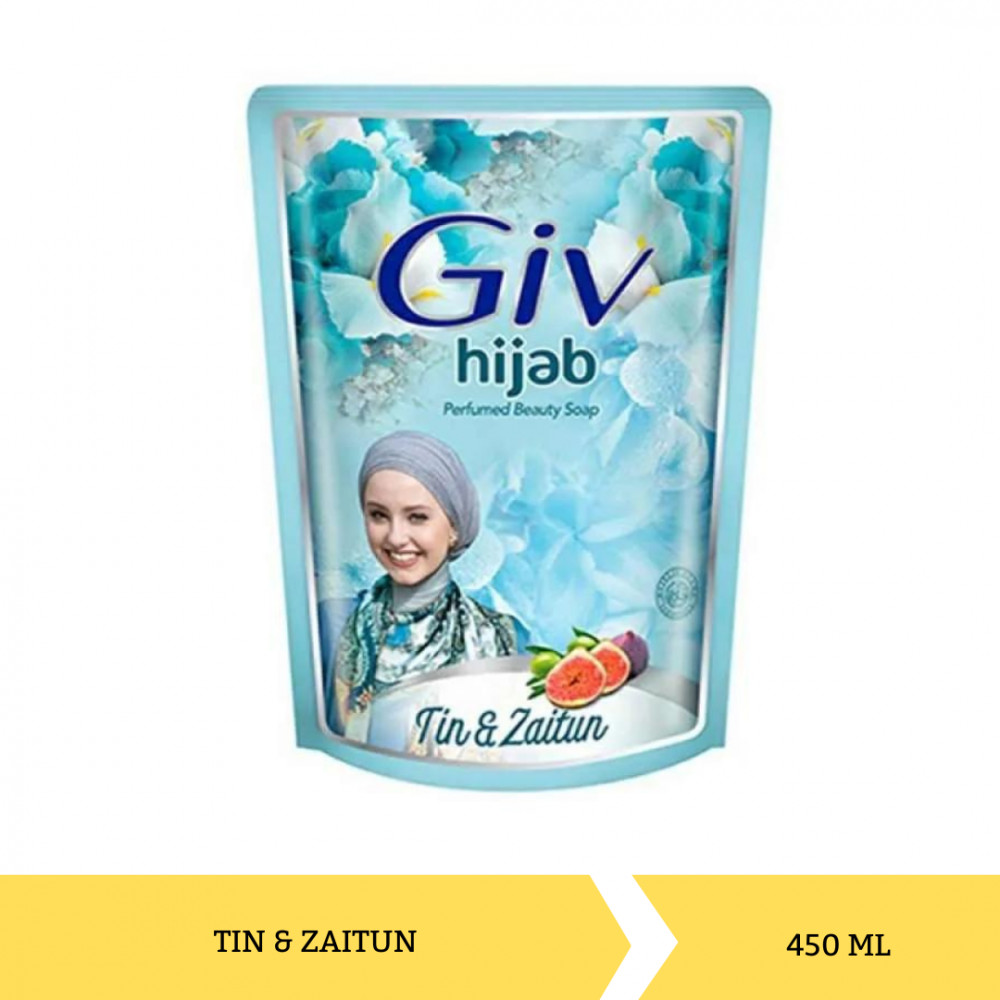 Giv
hijab
Perfumed Beauty Soap
Tin & Zaitun
TIN & ZAITUN
450 ML